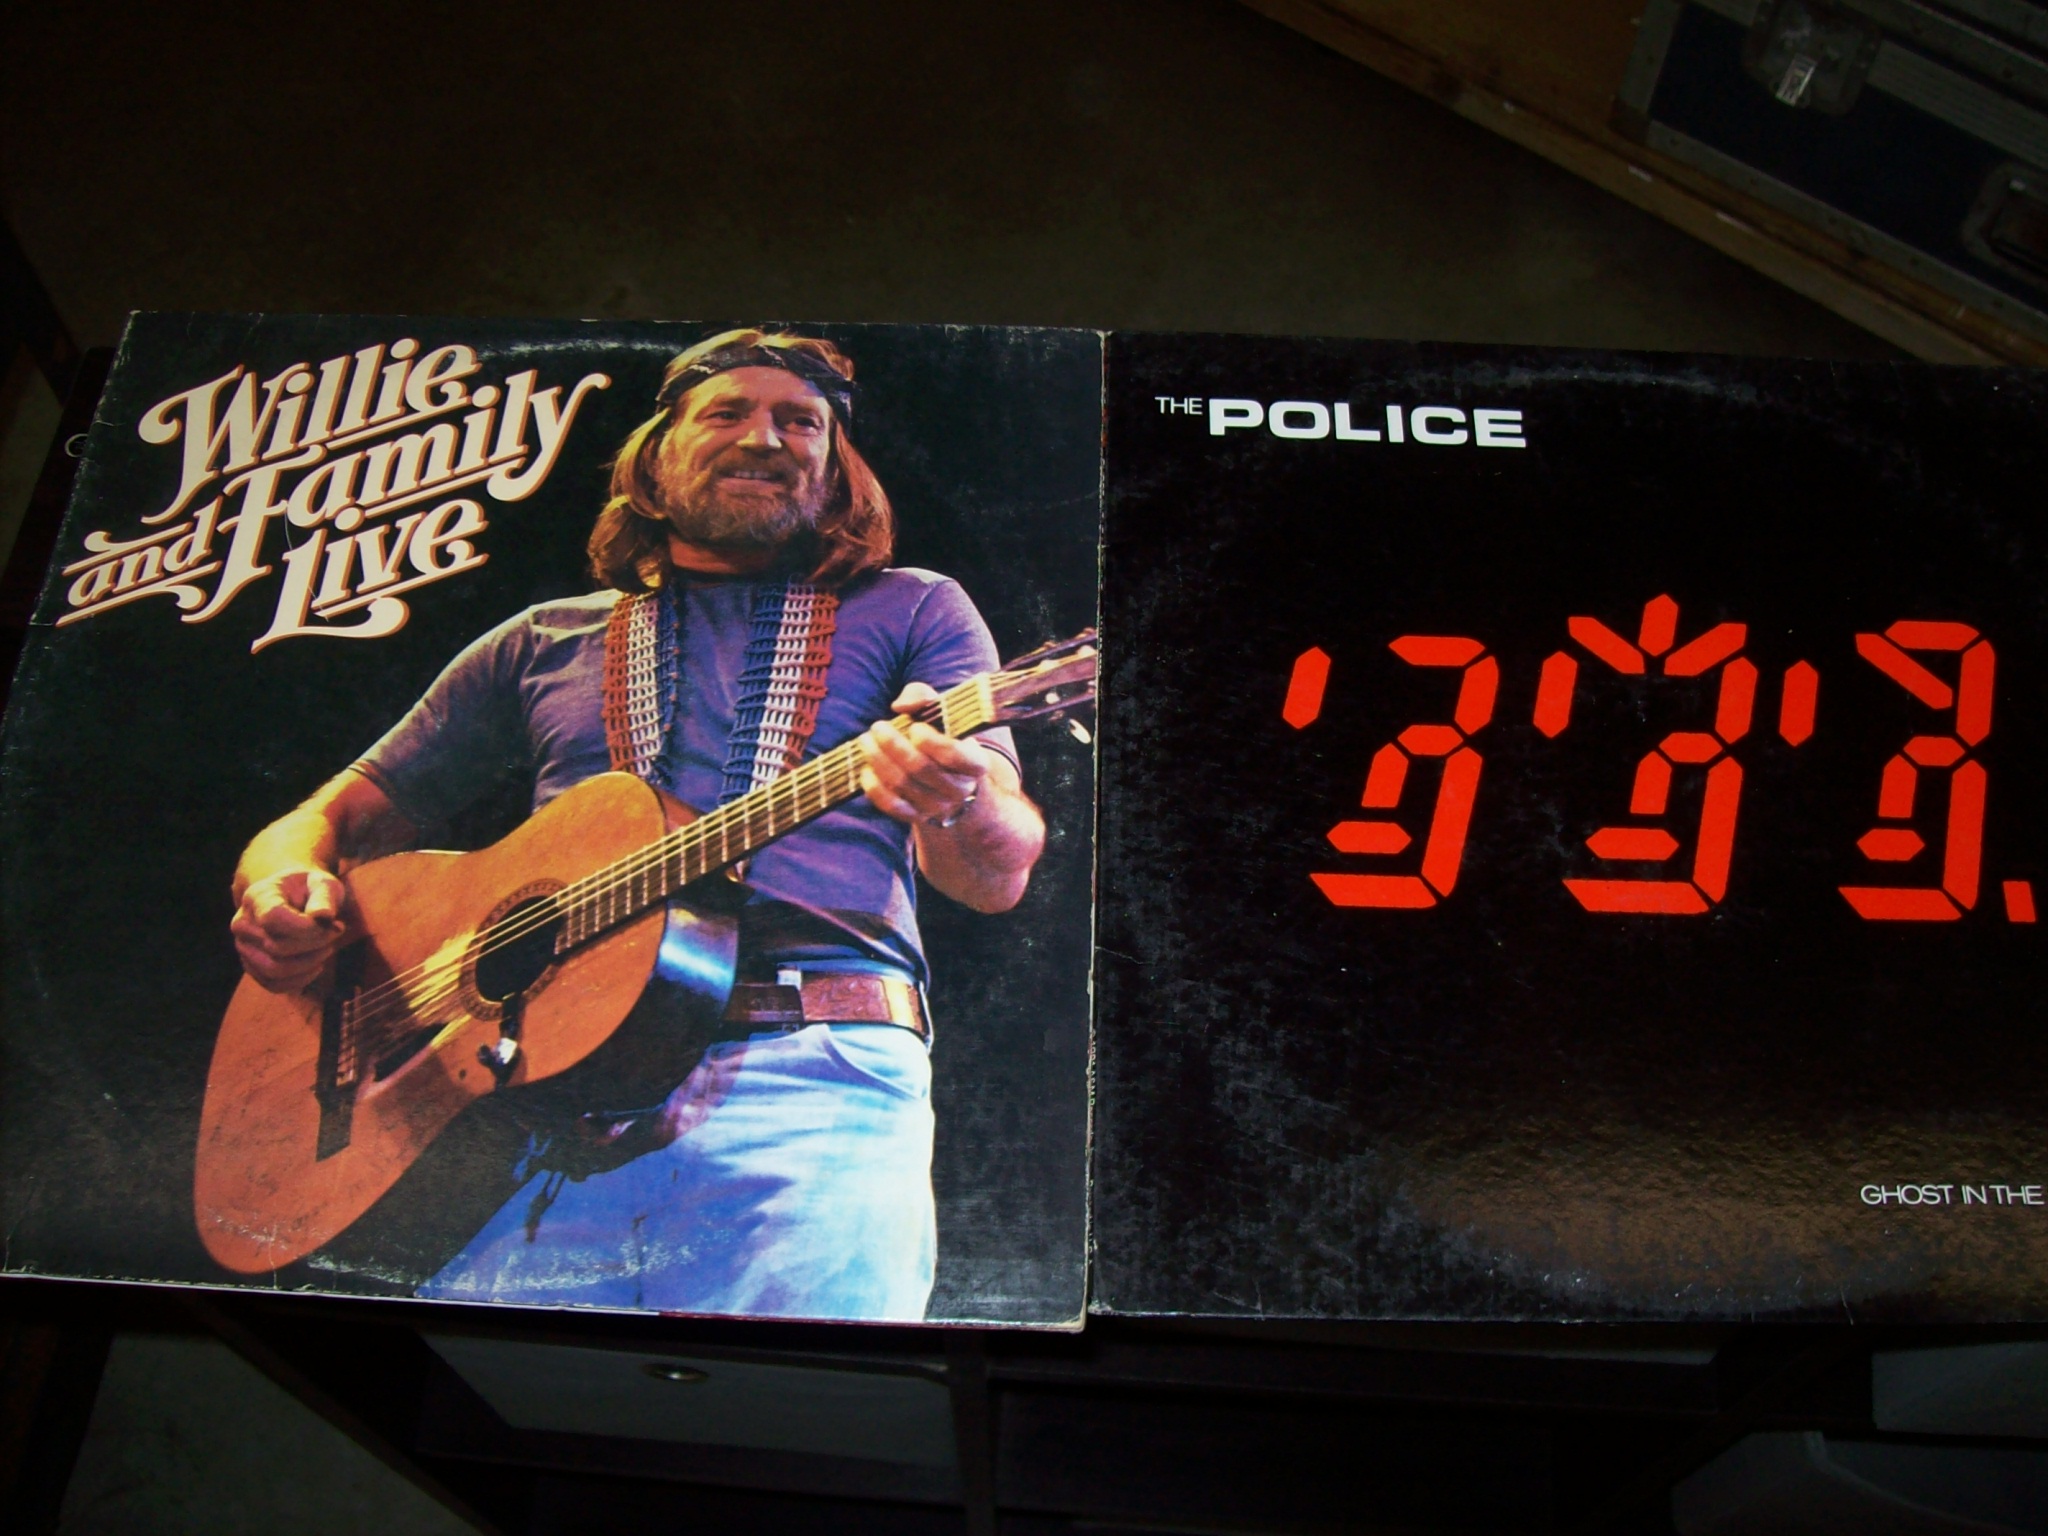 Willie
and Family
Live
THE POLICE
GHOST IN THE